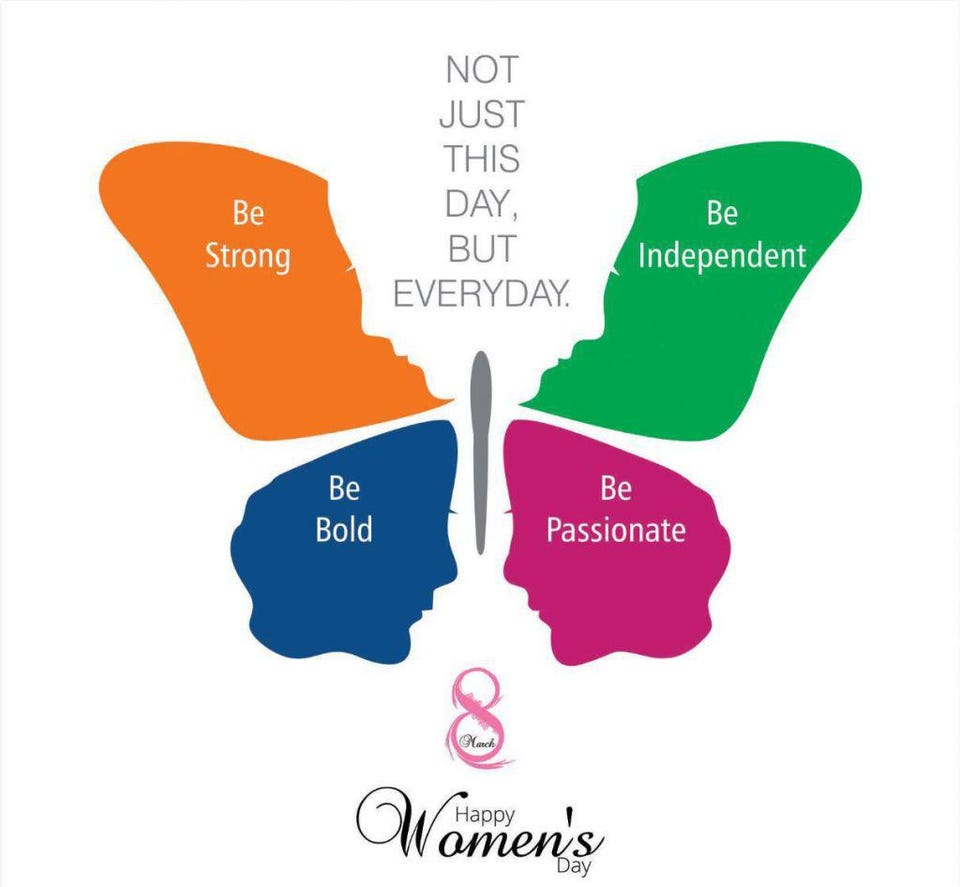 NOT
JUST
THIS
DAY,
BUT
EVERYDAY.
Be
Strong
Be
Independent
Be
Bold
Be
Passionate
8
March
Happy
Women's
Day